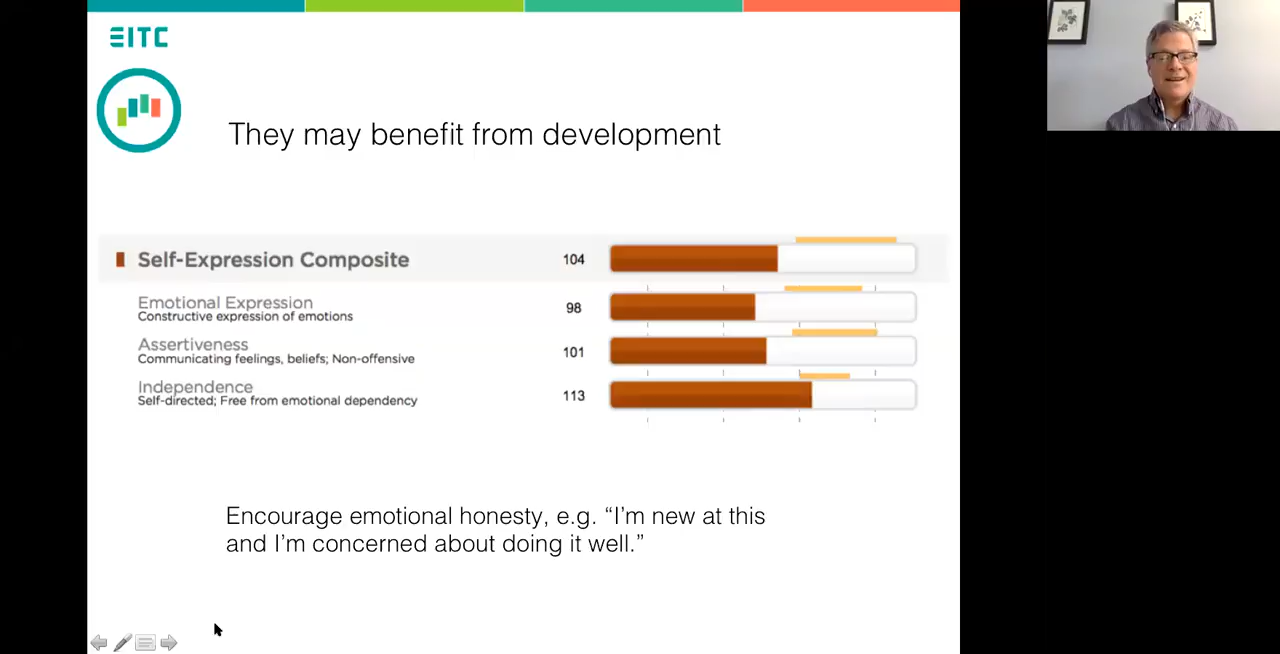 EITC
They may benefit from development
Self-Expression Composite 104
Emotional Expression
Constructive expression of emotions 98
Assertiveness
Communicating feelings, beliefs; Non-offensive 101
Independence
Self-directed; Free from emotional dependency 113
Encourage emotional honesty, e.g. “I’m new at this
and I’m concerned about doing it well.”